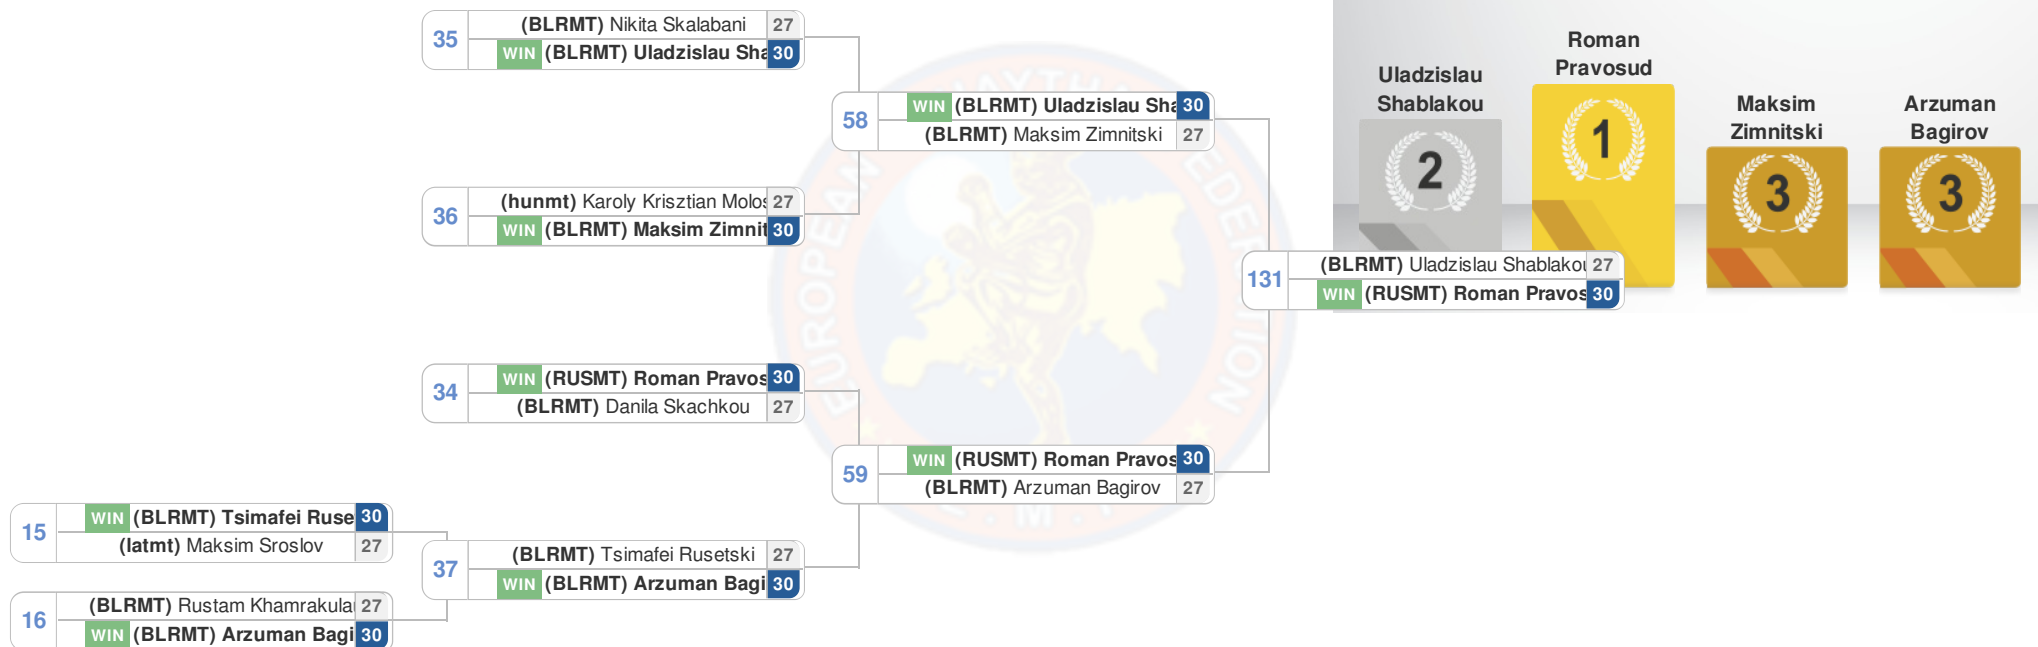 35
(BLRMT) Nikita Skalabani 27
WIN (BLRMT) Uladzislau Sha 30
58
WIN (BLRMT) Uladzislau Sha 30
(BLRMT) Maksim Zimnitski 27
36
(hunmt) Karoly Krisztian Molos 27
WIN (BLRMT) Maksim Zimnit 30
131
(BLRMT) Uladzislau Shablakou 27
WIN (RUSMT) Roman Pravos 30
34
WIN (RUSMT) Roman Pravos 30
(BLRMT) Danila Skachkou 27
59
WIN (RUSMT) Roman Pravos 30
(BLRMT) Arzuman Bagirov 27
15
WIN (BLRMT) Tsimafei Ruse 30
(latmt) Maksim Sroslov 27
37
(BLRMT) Tsimafei Rusetski 27
WIN (BLRMT) Arzuman Bagi 30
16
(BLRMT) Rustam Khamrakula 27
WIN (BLRMT) Arzuman Bagi 30
Uladzislau
Shablakou
2
Roman
Pravosud
1
Maksim
Zimnitski
3
Arzuman
Bagirov
3
EUROPEAN MUAYTHAI FEDERATION
E.M.F